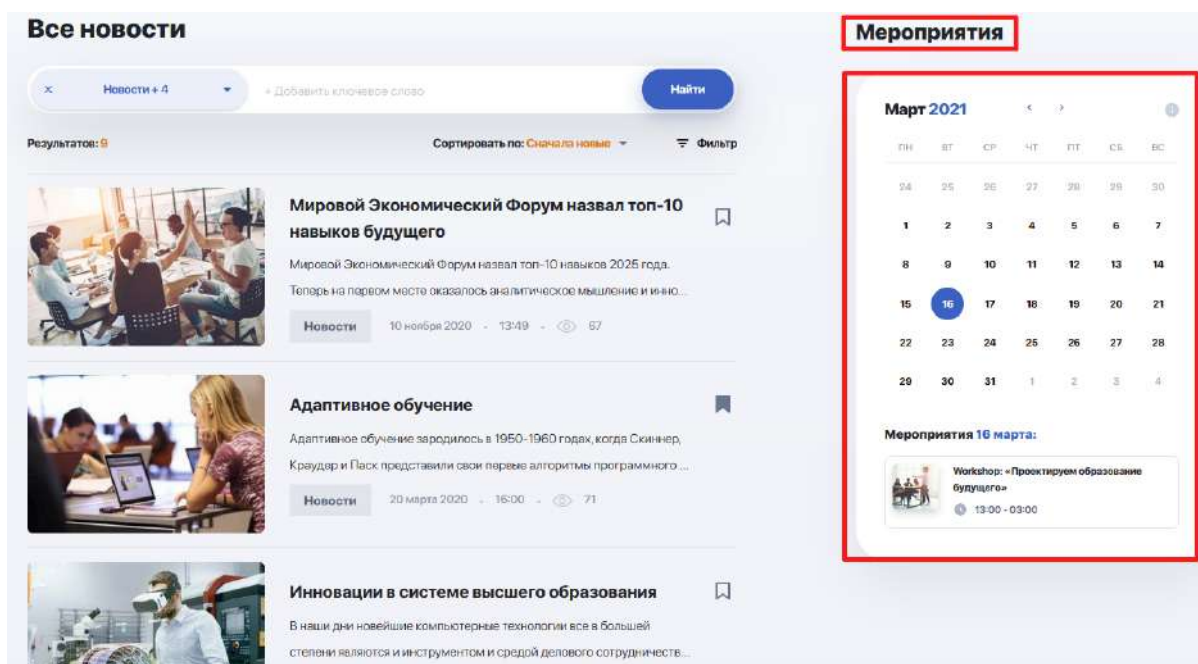 Все новости
× Новости + 4
+ Добавить ключевое слово
Найти
Результатов: 9
Сортировать по: Сначала новые
Фильтр
Мировой Экономический Форум назвал топ-10
навыков будущего
Мировой Экономический Форум назвал топ-10 навыков 2025 года.
Теперь на первом месте оказалось аналитическое мышление и инно...
Новости 10 ноября 2020 - 13:49 - 67
Адаптивное обучение
Адаптивное обучение зародилось в 1950-1960 годах, когда Скиннер,
Краудер и Паск представили свои первые алгоритмы программного ...
Новости 20 марта 2020 - 16:00 - 71
Инновации в системе высшего образования
В наши дни новейшие компьютерные технологии все в большей
степени являются и инструментом и средой делового сотрудничеств...
Мероприятия
Март 2021 ‹ ›
ПН ВТ СР ЧТ ПТ СБ ВС
24 25 26 27 28 29 30
1 2 3 4 5 6 7
8 9 10 11 12 13 14
15 16 17 18 19 20 21
22 23 24 25 26 27 28
29 30 31 1 2 3 4
Мероприятия 16 марта:
Workshop: «Проектируем образование
будущего»
13:00 - 03:00